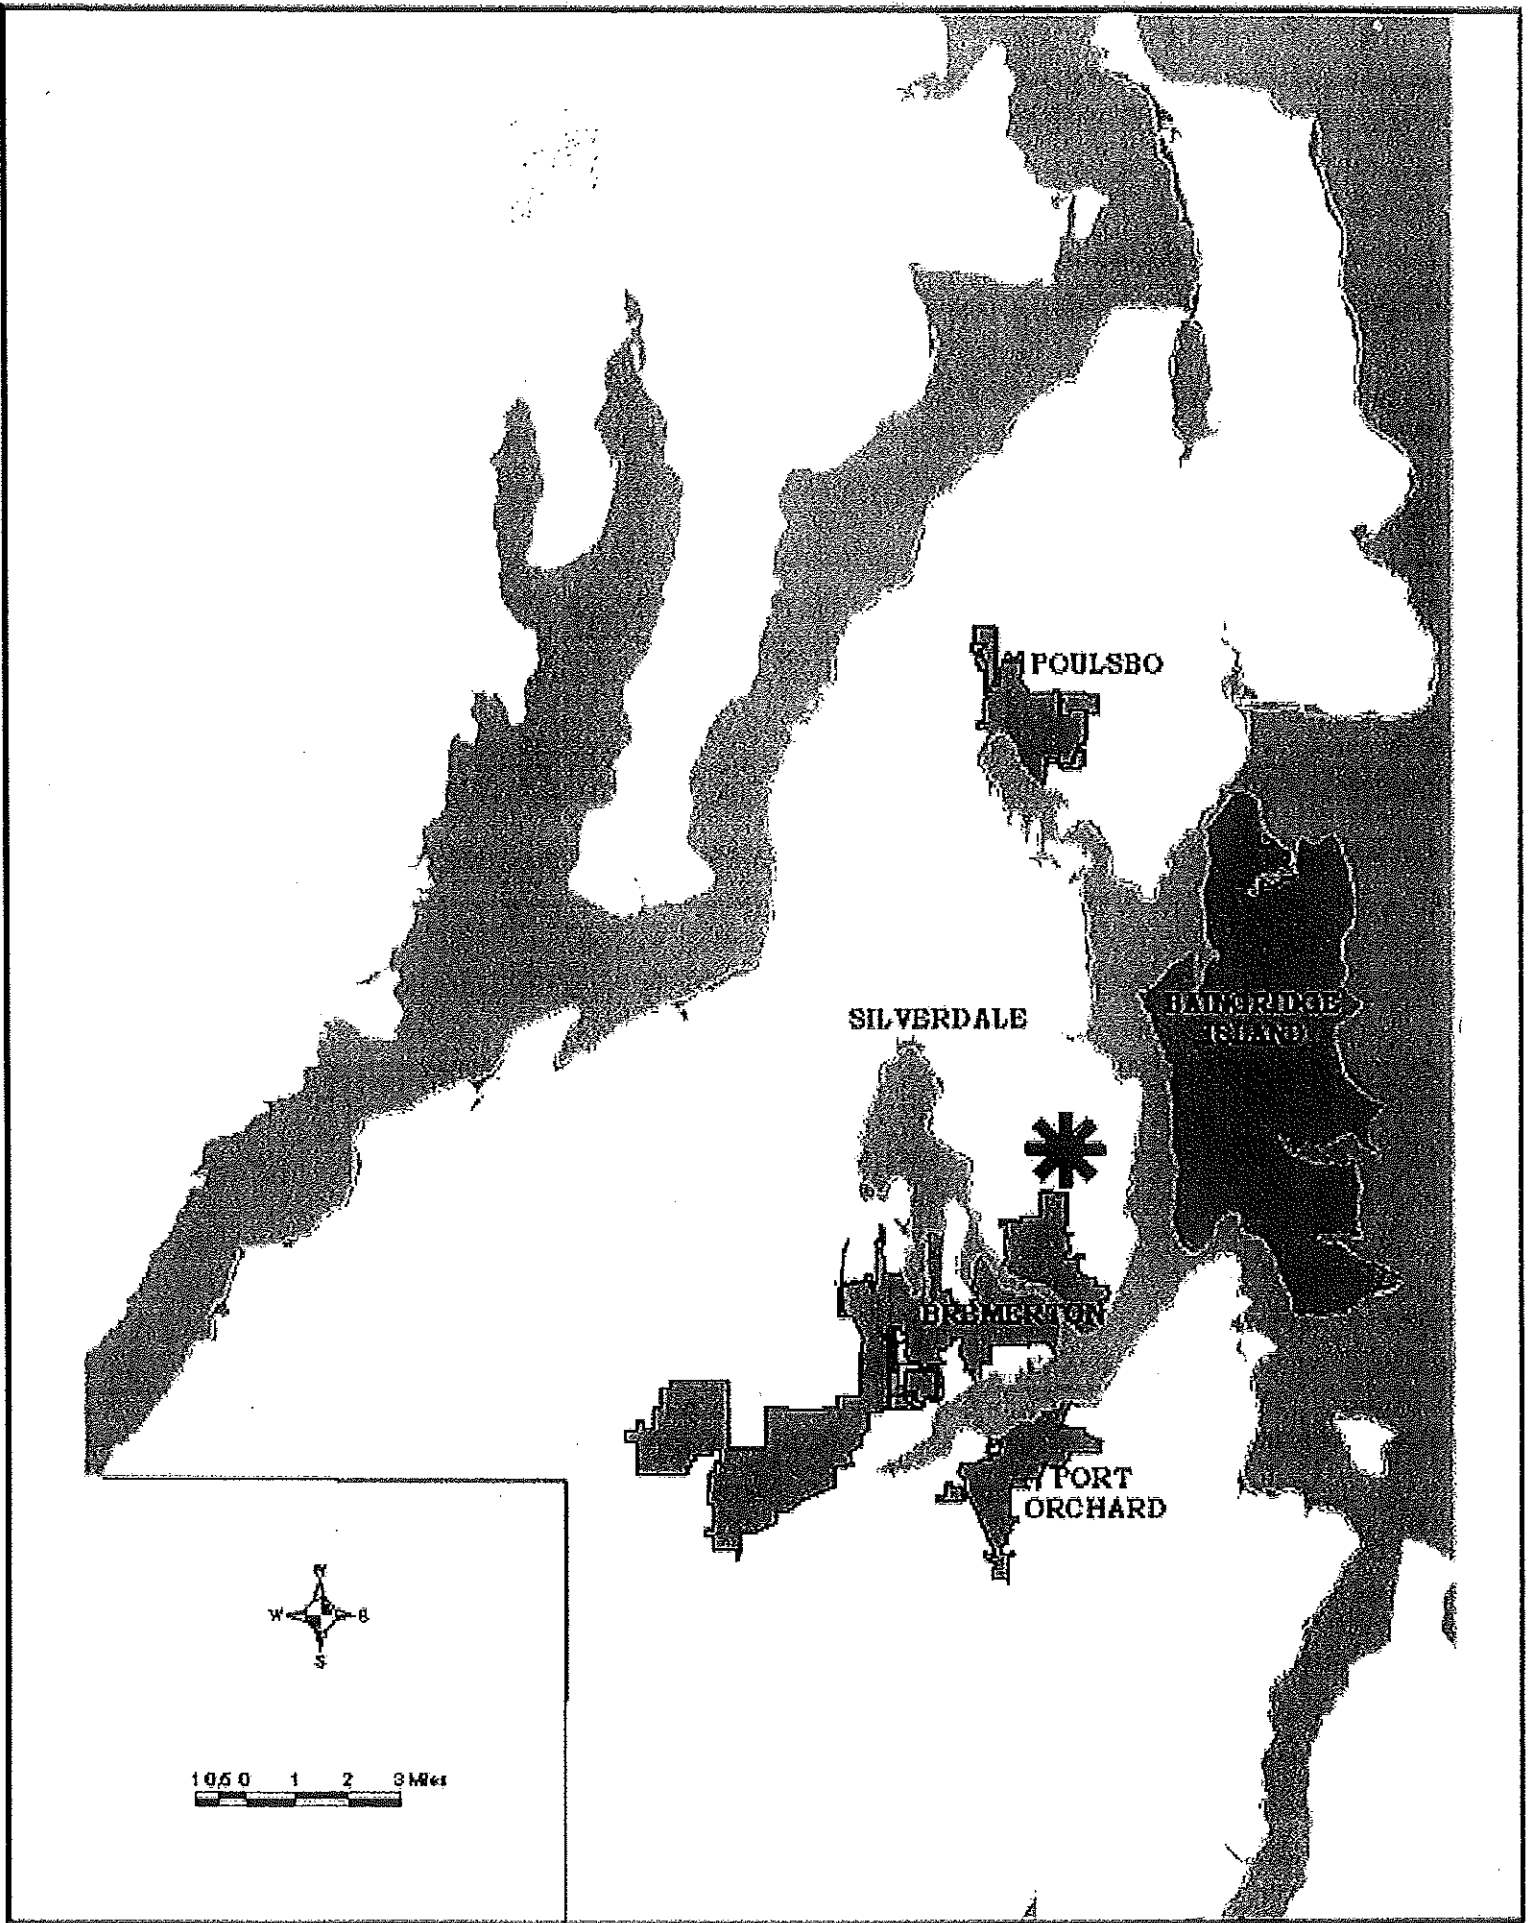 POULSBO
SILVERDALE
BAINBRIDGE
ISLAND
BREMERTON
PORT
ORCHARD
N
W E
S
1 0.5 0 1 2 3 Miles